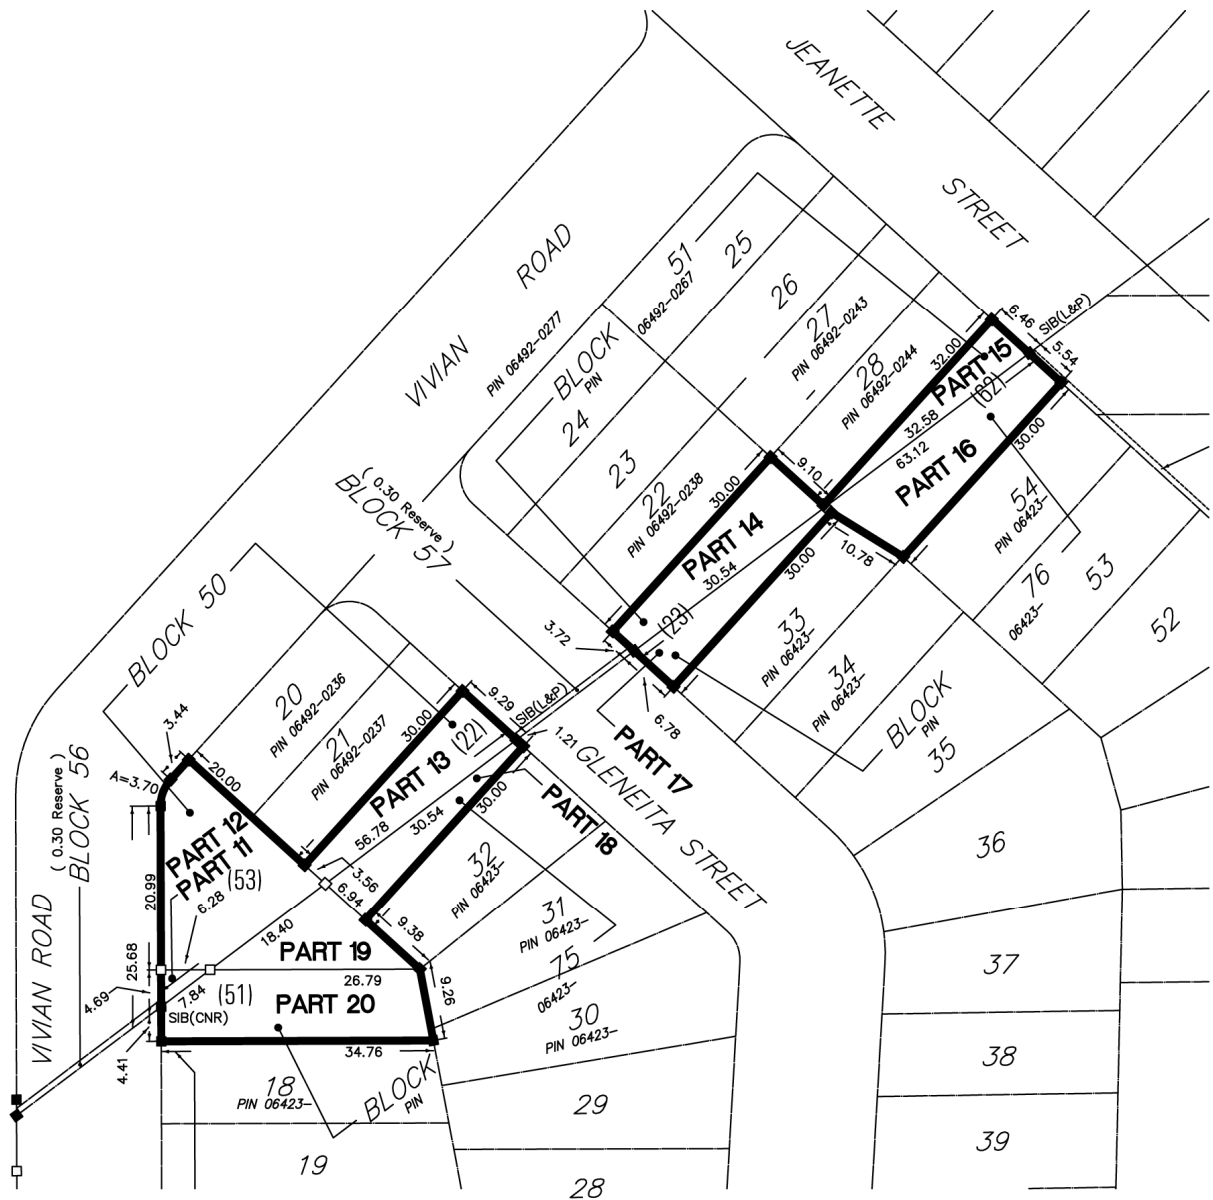 JEANETTE
STREET
VIVIAN
ROAD
BLOCK 51
PIN 06492-0267
PIN 06492-0277
25
26
27
PIN 06492-0243
28
PIN 06492-0244
24
23
22
PIN 06492-0238
BLOCK 57
( 0.30 Reserve )
6.46
SIB(L&P)
5.54
32.00
PART 15
(62)
32.58
63.12
PART 16
30.00
9.10
30.00
PART 14
30.54
30.00
10.78
54
PIN 06423-
76
06423-
53
52
3.72
(23)
33
PIN 06423-
34
PIN 06423-
BLOCK
PIN
35
6.78
PART 17
BLOCK 50
3.44
20
PIN 06492-0236
21
PIN 06492-0237
9.29
SIB(L&P)
30.00
(22)
PART 13
1.21
GLENEITA STREET
A=3.70
20.00
30.00
30.54
PART 18
56.78
BLOCK 56
( 0.30 Reserve )
PART 12
PART 11
(53)
6.28
20.99
3.56
6.94
32
PIN 06423-
31
PIN 06423-
36
VIVIAN ROAD
18.40
9.38
PART 19
25.68
26.79
9.26
75
06423-
37
4.69
7.84
(51)
SIB(CNR)
PART 20
30
PIN 06423-
34.76
4.41
18
PIN 06423-
BLOCK
PIN
38
29
39
19
28